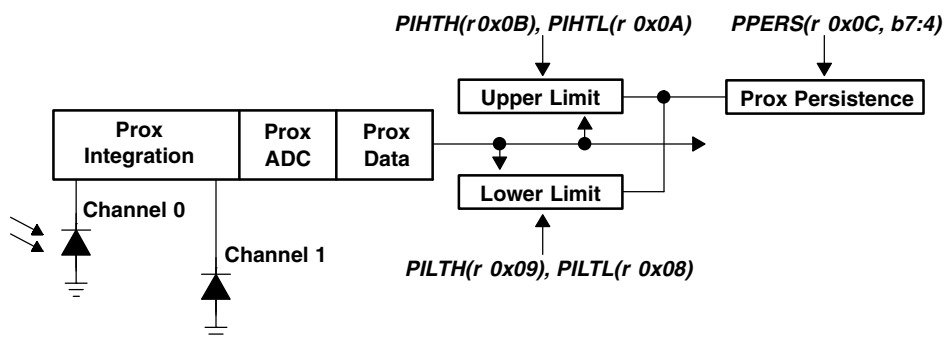 PIHTH(r 0x0B), PIHTL(r 0x0A)
PPERS(r 0x0C, b7:4)
Upper Limit
Prox Persistence
Prox
Integration
Prox
ADC
Prox
Data
Lower Limit
Channel 0
Channel 1
PILTH(r 0x09), PILTL(r 0x08)